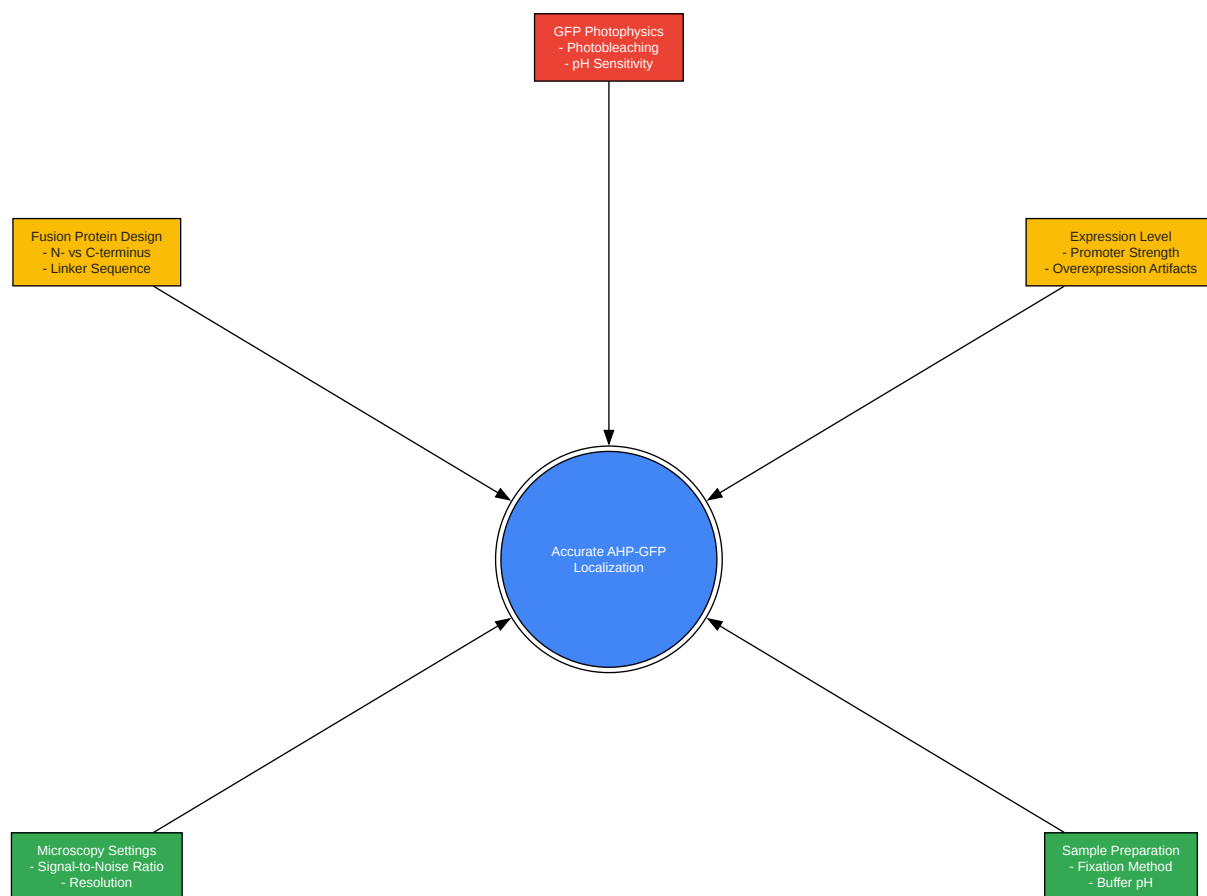 GFP Photophysics
- Photobleaching
- pH Sensitivity
Fusion Protein Design
- N- vs C-terminus
- Linker Sequence
Expression Level
- Promoter Strength
- Overexpression Artifacts
Accurate AHP-GFP
Localization
Microscopy Settings
- Signal-to-Noise Ratio
- Resolution
Sample Preparation
- Fixation Method
- Buffer pH